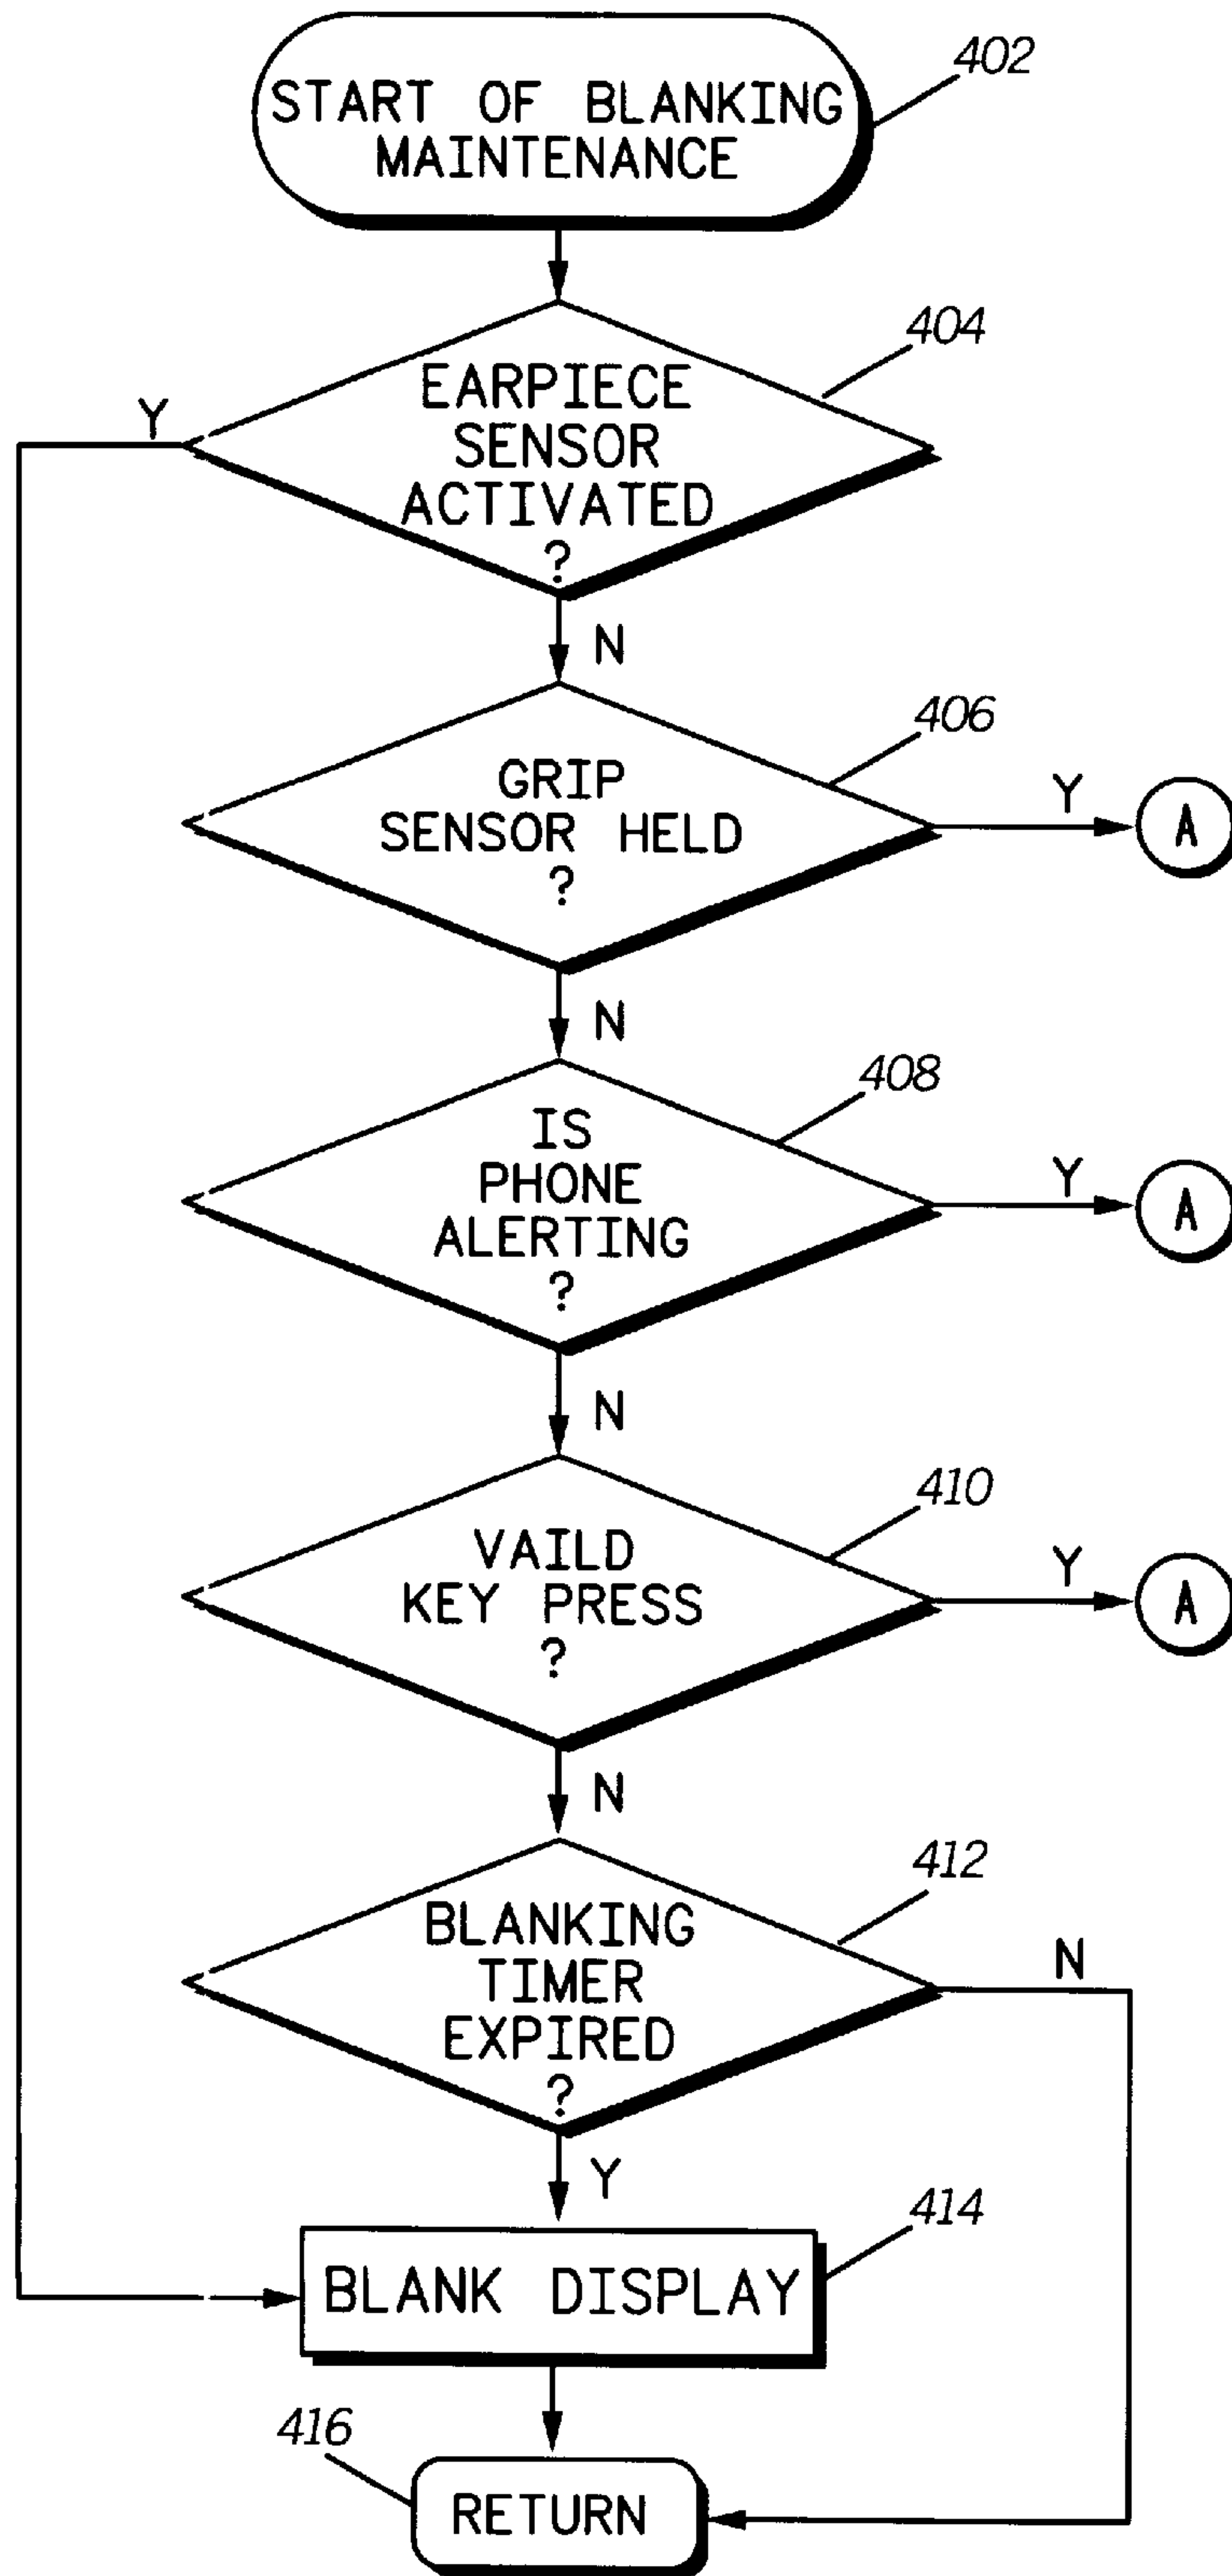 START OF BLANKING
MAINTENANCE
402
404
EARPIECE
SENSOR
ACTIVATED
?
Y
N
406
GRIP
SENSOR HELD
?
Y
A
N
408
IS
PHONE
ALERTING
?
Y
A
N
410
VAILD
KEY PRESS
?
Y
A
N
412
BLANKING
TIMER
EXPIRED
?
N
Y
414
BLANK DISPLAY
416
RETURN